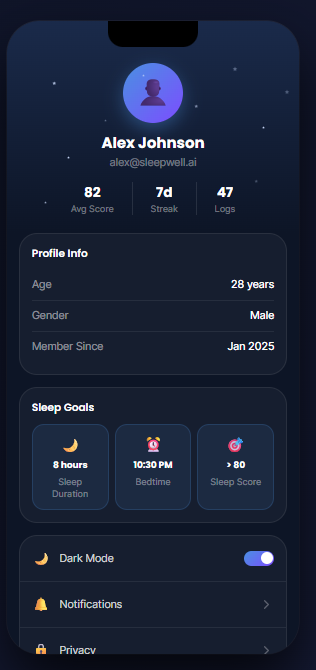 Alex Johnson
alex@sleepwell.ai
82 7d 47
Avg Score Streak Logs
Profile Info
Age 28 years
Gender Male
Member Since Jan 2025
Sleep Goals
8 hours 10:30 PM > 80
Sleep Bedtime Sleep Score
Duration
Dark Mode
Notifications
Privacy